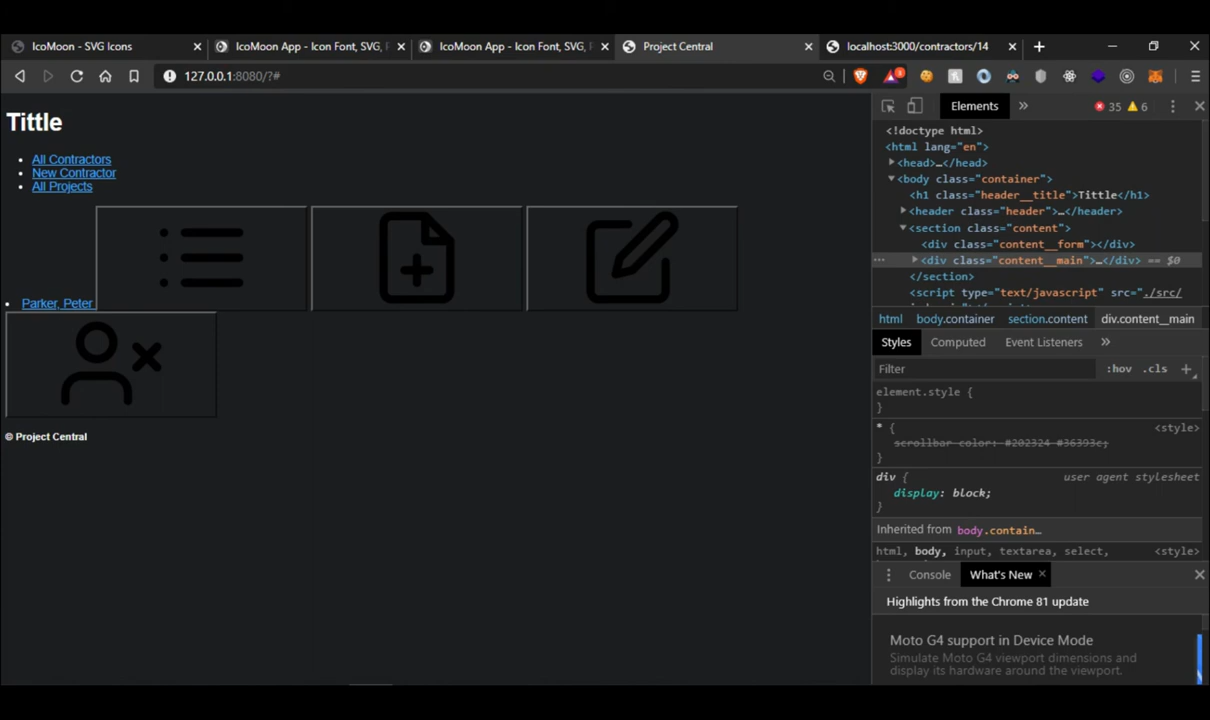 IcoMoon - SVG Icons
IcoMoon App - Icon Font, SVG,
IcoMoon App - Icon Font, SVG,
Project Central
localhost:3000/contractors/14
127.0.0.1:8080/?#
Tittle
All Contractors
New Contractor
All Projects
Parker, Peter
© Project Central
Elements
35
6
<!doctype html>
<html lang="en">
<head>…</head>
<body class="container">
<h1 class="header__title">Tittle</h1>
<header class="header">…</header>
<section class="content">
<div class="content__form"></div>
<div class="content__main">…</div> == $0
</section>
<script type="text/javascript" src="./src/
html
body.container
section.content
div.content__main
Styles
Computed
Event Listeners
Filter
:hov
.cls
element.style {
}
* {
<style>
scrollbar color: #202324 #36393c;
}
div {
user agent stylesheet
display: block;
}
Inherited from body.contain…
html, body, input, textarea, select,
<style>
Console
What's New
Highlights from the Chrome 81 update
Moto G4 support in Device Mode
Simulate Moto G4 viewport dimensions and
display its hardware around the viewport.